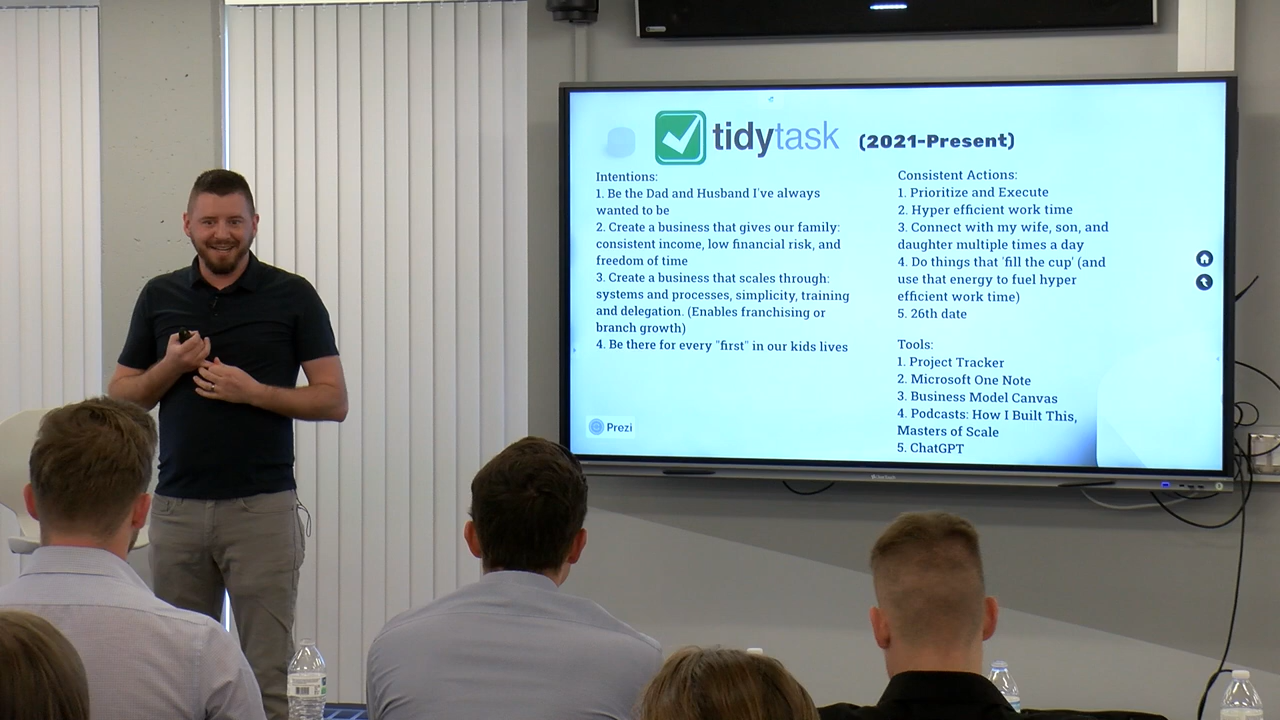 tidytask (2021-Present)
Intentions:
1. Be the Dad and Husband I've always
wanted to be
2. Create a business that gives our family:
consistent income, low financial risk, and
freedom of time
3. Create a business that scales through:
systems and processes, simplicity, training
and delegation. (Enables franchising or
branch growth)
4. Be there for every "first" in our kids lives
Consistent Actions:
1. Prioritize and Execute
2. Hyper efficient work time
3. Connect with my wife, son, and
daughter multiple times a day
4. Do things that 'fill the cup' (and
use that energy to fuel hyper
efficient work time)
5. 26th date
Tools:
1. Project Tracker
2. Microsoft One Note
3. Business Model Canvas
4. Podcasts: How I Built This,
Masters of Scale
5. ChatGPT
Prezi